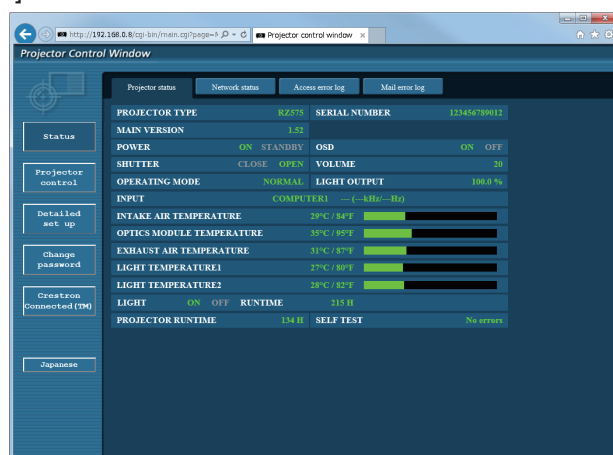 http://192.168.0.8/cgi-bin/main.cgi?page=
Projector control window
Projector Control Window
Projector status Network status Access error log Mail error log
Status
Projector control
Detailed set up
Change password
Crestron Connected(TM)
Japanese
PROJECTOR TYPE RZ575 SERIAL NUMBER 123456789012
MAIN VERSION 1.52
POWER ON STANDBY OSD ON OFF
SHUTTER CLOSE OPEN VOLUME 20
OPERATING MODE NORMAL LIGHT OUTPUT 100.0 %
INPUT COMPUTER1 --- (---kHz/---Hz)
INTAKE AIR TEMPERATURE 29°C / 84°F
OPTICS MODULE TEMPERATURE 35°C / 95°F
EXHAUST AIR TEMPERATURE 31°C / 87°F
LIGHT TEMPERATURE1 27°C / 80°F
LIGHT TEMPERATURE2 28°C / 82°F
LIGHT ON OFF RUNTIME 215 H
PROJECTOR RUNTIME 134 H SELF TEST No errors